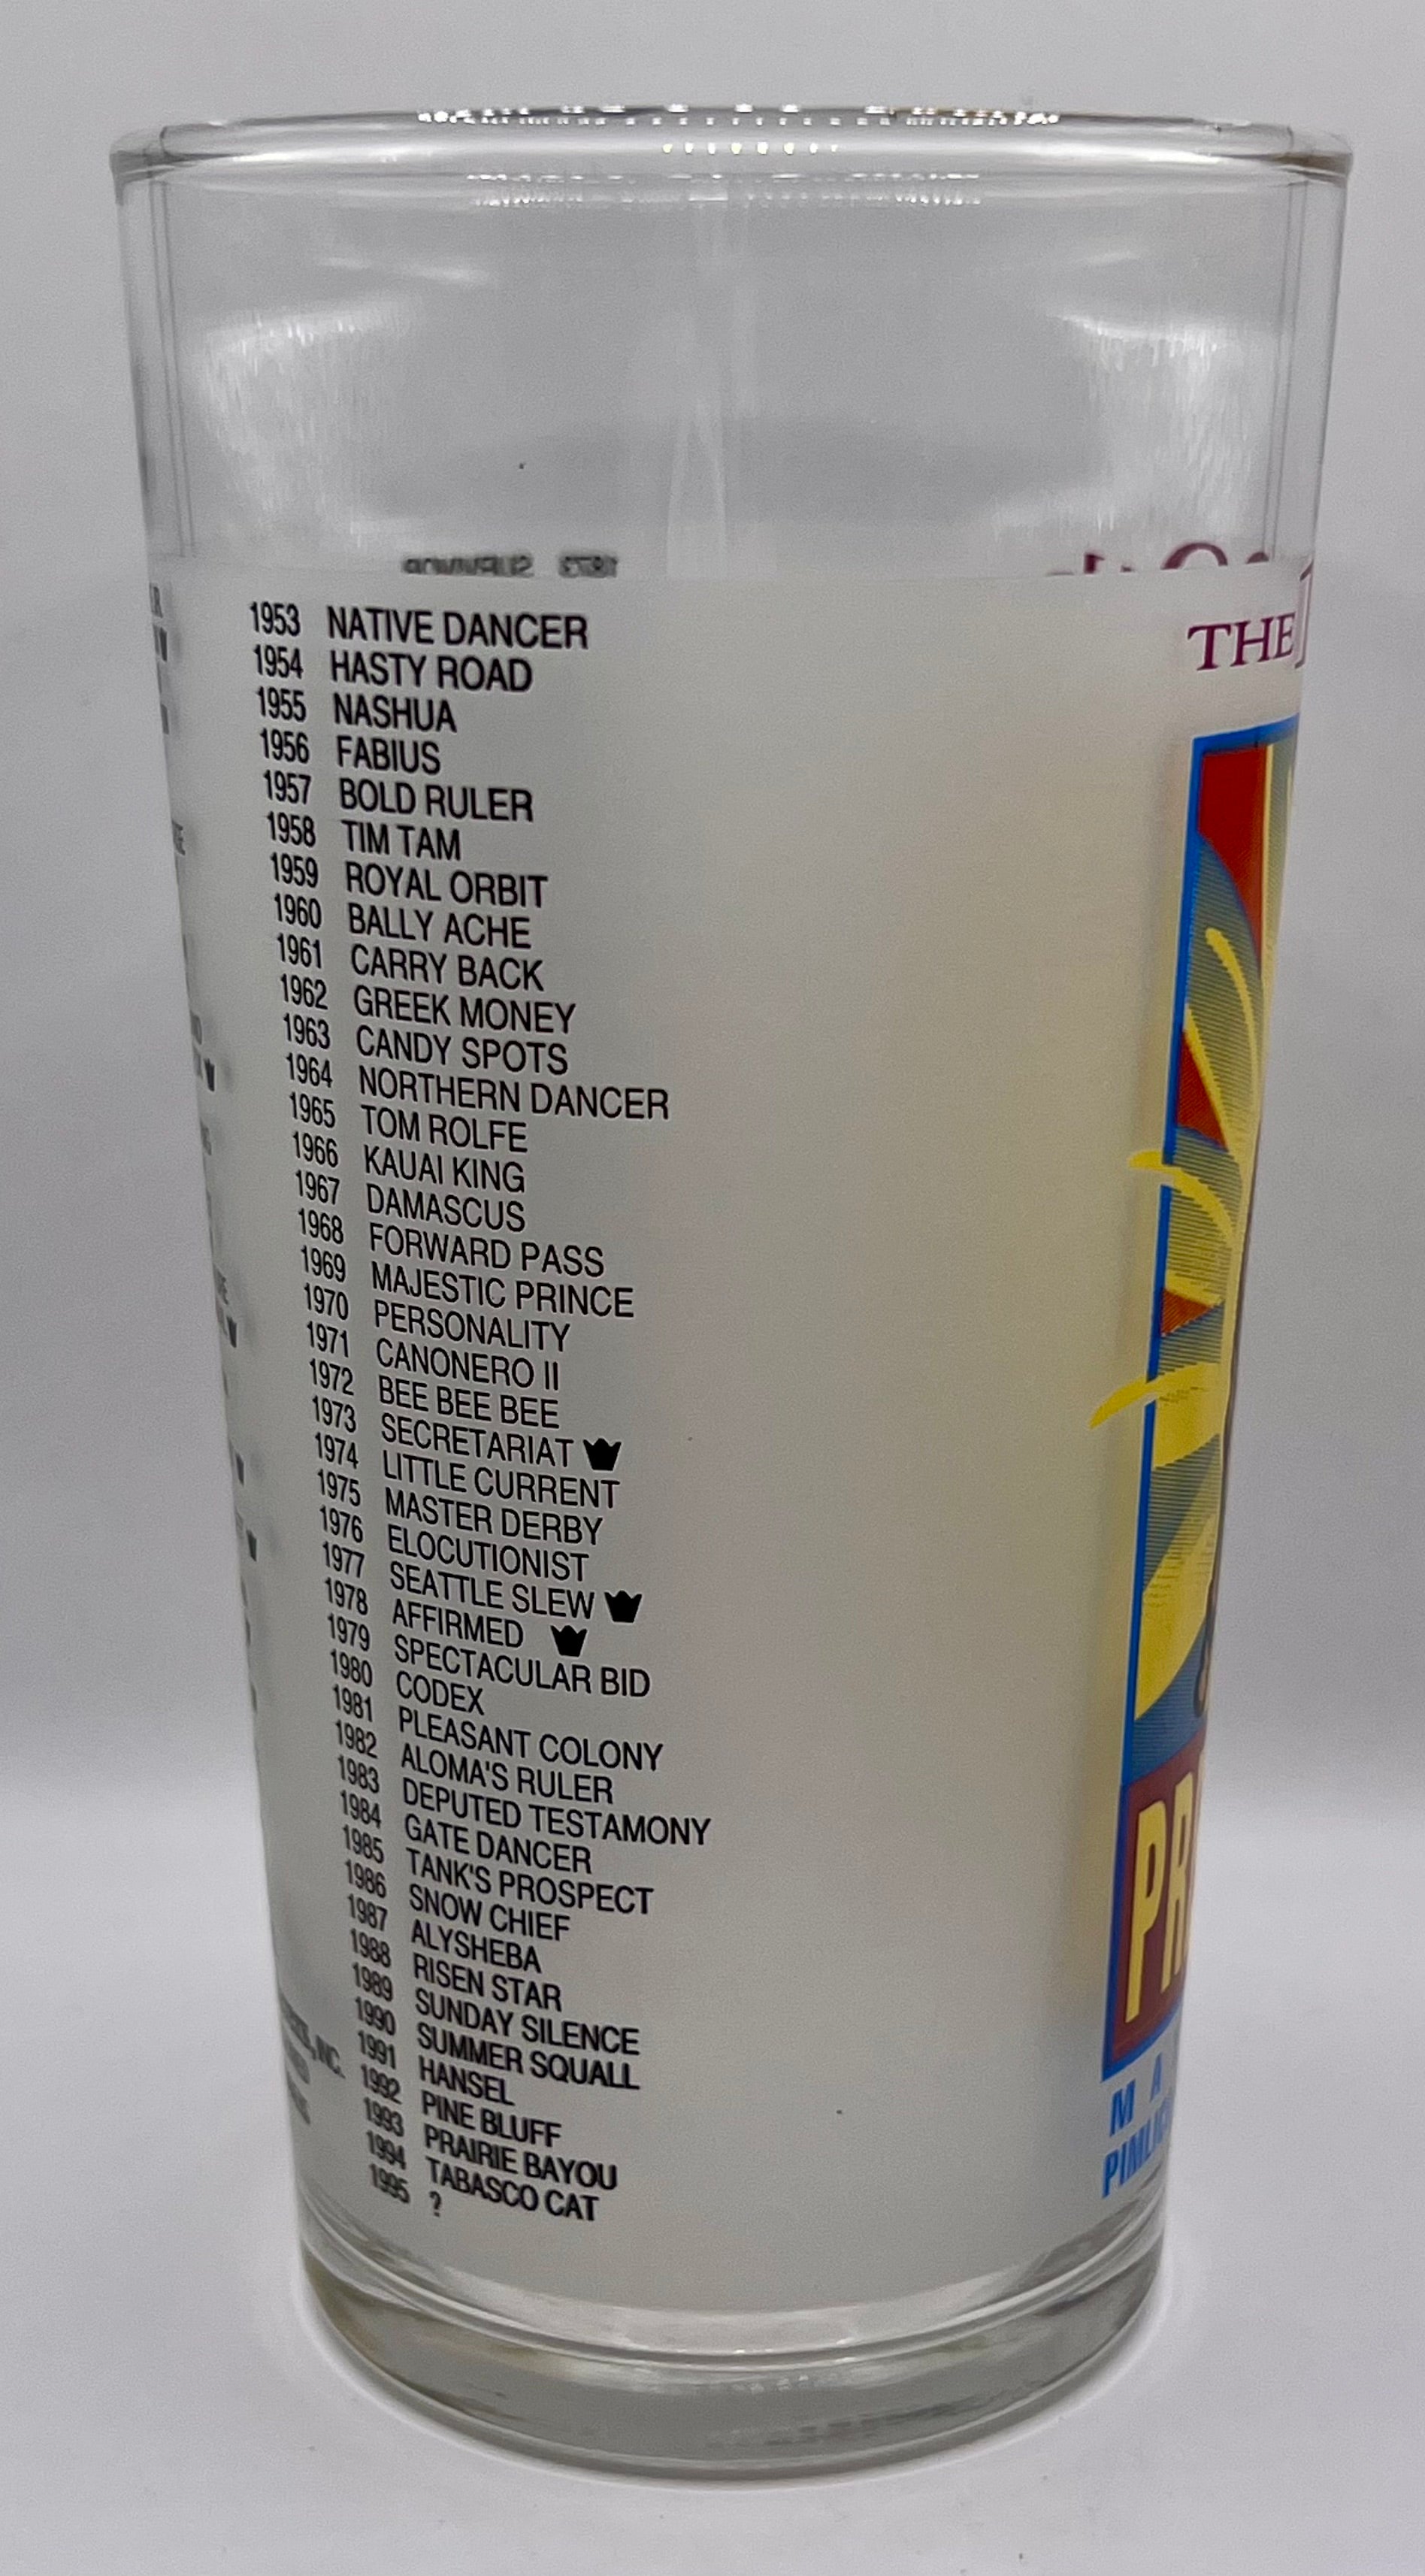 1953 NATIVE DANCER
1954 HASTY ROAD
1955 NASHUA
1956 FABIUS
1957 BOLD RULER
1958 TIM TAM
1959 ROYAL ORBIT
1960 BALLY ACHE
1961 CARRY BACK
1962 GREEK MONEY
1963 CANDY SPOTS
1964 NORTHERN DANCER
1965 TOM ROLFE
1966 KAUAI KING
1967 DAMASCUS
1968 FORWARD PASS
1969 MAJESTIC PRINCE
1970 PERSONALITY
1971 CANONERO II
1972 BEE BEE BEE
1973 SECRETARIAT
1974 LITTLE CURRENT
1975 MASTER DERBY
1976 ELOCUTIONIST
1977 SEATTLE SLEW
1978 AFFIRMED
1979 SPECTACULAR BID
1980 CODEX
1981 PLEASANT COLONY
1982 ALOMA'S RULER
1983 DEPUTED TESTAMONY
1984 GATE DANCER
1985 TANK'S PROSPECT
1986 SNOW CHIEF
1987 ALYSHEBA
1988 RISEN STAR
1989 SUNDAY SILENCE
1990 SUMMER SQUALL
1991 HANSEL
1992 PINE BLUFF
1993 PRAIRIE BAYOU
1994 TABASCO CAT
1995 ?
INC.
THE
PR
MA
PIMLIC